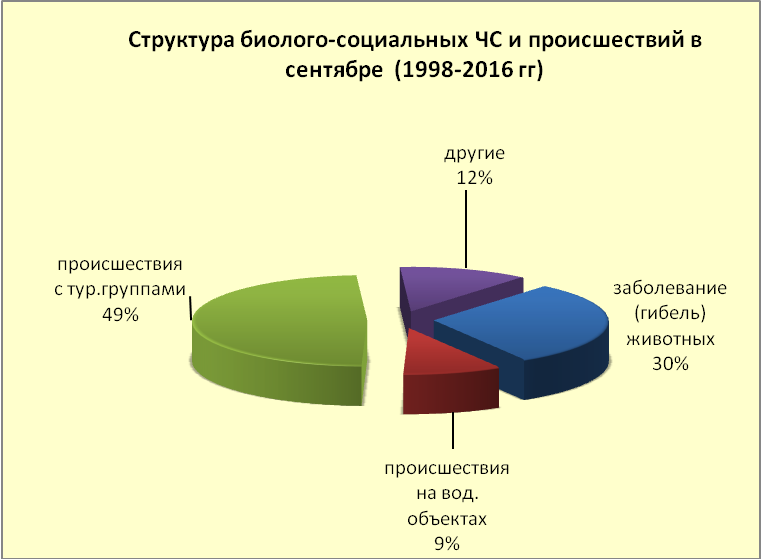 Структура биолого-социальных ЧС и происшествий в
сентябре (1998-2016 гг)
другие
12%
происшествия
с тур.группами
49%
заболевание
(гибель)
животных
30%
происшествия
на вод.
объектах
9%